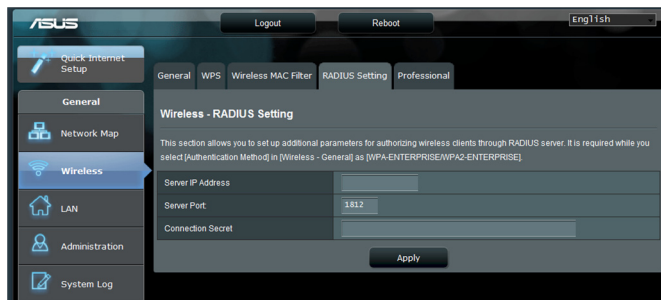 ASUS
Logout
Reboot
English
Quick Internet Setup
General
Network Map
Wireless
LAN
Administration
System Log
General WPS Wireless MAC Filter RADIUS Setting Professional
Wireless - RADIUS Setting
This section allows you to set up additional parameters for authorizing wireless clients through RADIUS server. It is required while you
select [Authentication Method] in [Wireless - General] as [WPA-ENTERPRISE/WPA2-ENTERPRISE].
Server IP Address
Server Port: 1812
Connection Secret
Apply